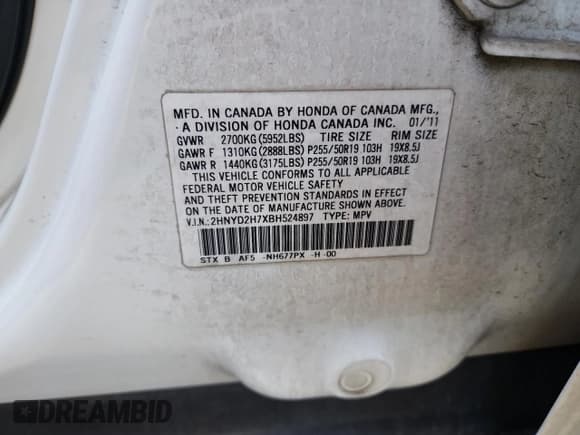 MFD. IN CANADA BY HONDA OF CANADA MFG.,
A DIVISION OF HONDA CANADA INC. 01/'11
GVWR 2700KG(5952LBS) TIRE SIZE RIM SIZE
GAWR F 1310KG(2888LBS)P255/50R19 103H 19X8.5J
GAWR R 1440KG(3175LBS)P255/50R19 103H 19X8.5J
THIS VEHICLE CONFORMS TO ALL APPLICABLE
FEDERAL MOTOR VEHICLE SAFETY
AND THEFT PREVENTION STANDARDS
IN EFFECT ON THE DATE OF
MANUFACTURE SHOWN ABOVE.
V.I.N.: 2HNYD2H7XBH524897 TYPE: MPV
STX B AF5 -NH677PX -H -00
DREAMBID